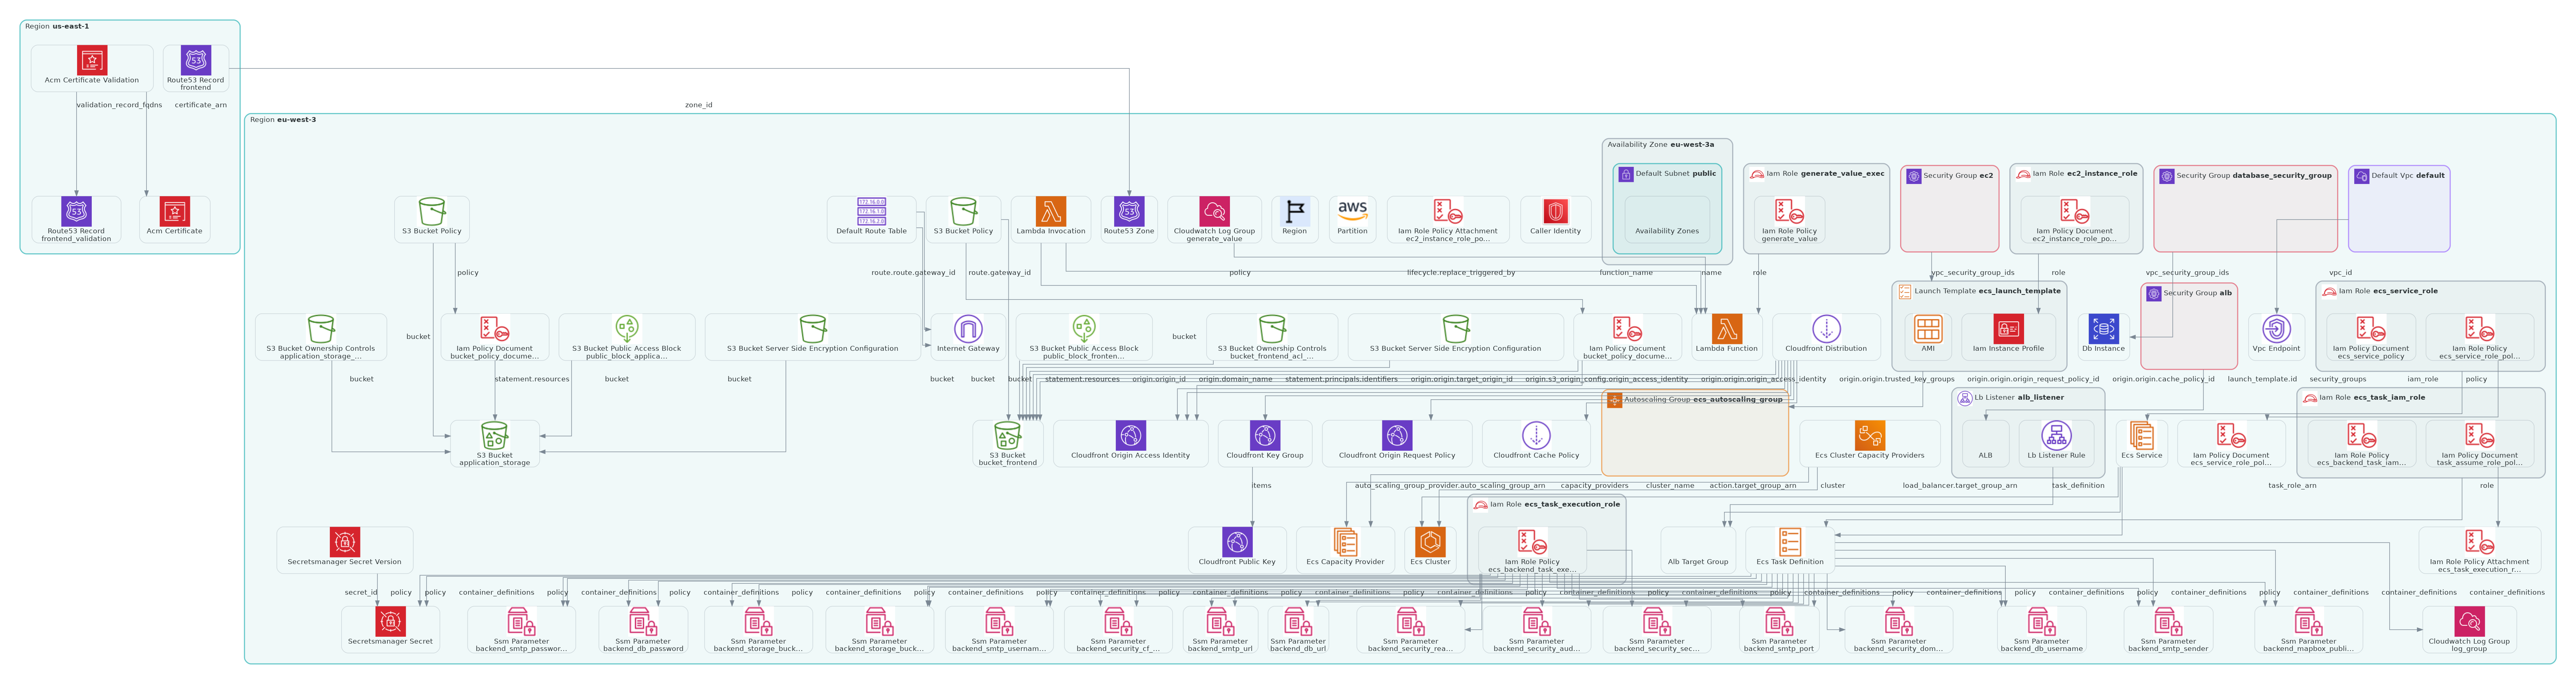 Region us-east-1
Acm Certificate Validation
Route53 Record
frontend
validation_record_fqdns
certificate_arn
zone_id
Route53 Record
frontend_validation
Acm Certificate
Region eu-west-3
Availability Zone eu-west-3a
Default Subnet public
Availability Zones
Iam Role generate_value_exec
Iam Role Policy
generate_value
Security Group ec2
Iam Role ec2_instance_role
Iam Policy Document
ec2_instance_role_po...
Security Group database_security_group
Default Vpc default
S3 Bucket Policy
Default Route Table
172.16.0.0
172.16.1.0
172.16.2.0
S3 Bucket Policy
Lambda Invocation
Route53 Zone
Cloudwatch Log Group
generate_value
Region
aws
Partition
Iam Role Policy Attachment
ec2_instance_role_po...
Caller Identity
policy
route.route.gateway_id
route.route.gateway_id
policy
lifecycle.replace_triggered_by
function_name
name
role
vpc_security_group_ids
role
vpc_security_group_ids
vpc_id
S3 Bucket Ownership Controls
application_storage_...
bucket
Iam Policy Document
bucket_policy_docume...
S3 Bucket Public Access Block
public_block_applica...
S3 Bucket Server Side Encryption Configuration
Internet Gateway
S3 Bucket Public Access Block
public_block_fronten...
bucket
S3 Bucket Ownership Controls
bucket_frontend_acl_...
S3 Bucket Server Side Encryption Configuration
Iam Policy Document
bucket_policy_docume...
Lambda Function
Cloudfront Distribution
Launch Template ecs_launch_template
AMI
Iam Instance Profile
Db Instance
Security Group alb
Vpc Endpoint
Iam Role ecs_service_role
Iam Policy Document
ecs_service_policy
Iam Role Policy
ecs_service_role_pol...
bucket
statement.resources
bucket
bucket
bucket
bucket
bucket
statement.resources
origin.origin_id
origin.domain_name
statement.principals.identifiers
origin.origin.target_origin_id
origin.s3_origin_config.origin_access_identity
origin.origin.origin_access_identity
origin.origin.trusted_key_groups
origin.origin.origin_request_policy_id
origin.origin.cache_policy_id
launch_template.id
security_groups
iam_role
policy
S3 Bucket
application_storage
S3 Bucket
bucket_frontend
Cloudfront Origin Access Identity
Cloudfront Key Group
Cloudfront Origin Request Policy
Cloudfront Cache Policy
Autoscaling Group ecs_autoscaling_group
Ecs Cluster Capacity Providers
Lb Listener alb_listener
ALB
Lb Listener Rule
Ecs Service
Iam Policy Document
ecs_service_role_pol...
Iam Role ecs_task_iam_role
Iam Role Policy
ecs_backend_task_iam...
Iam Policy Document
task_assume_role_pol...
items
auto_scaling_group_provider.auto_scaling_group_arn
capacity_providers
cluster_name
action.target_group_arn
cluster
load_balancer.target_group_arn
task_definition
task_role_arn
role
Secretsmanager Secret Version
Cloudfront Public Key
Ecs Capacity Provider
Ecs Cluster
Iam Role ecs_task_execution_role
Iam Role Policy
ecs_backend_task_exe...
Alb Target Group
Ecs Task Definition
Iam Role Policy Attachment
ecs_task_execution_r...
secret_id
policy
policy
container_definitions
policy
container_definitions
policy
container_definitions
policy
container_definitions
policy
container_definitions
policy
container_definitions
policy
container_definitions
policy
container_definitions
policy
container_definitions
policy
container_definitions
policy
container_definitions
policy
container_definitions
policy
container_definitions
policy
container_definitions
policy
container_definitions
policy
container_definitions
container_definitions
container_definitions
Secretsmanager Secret
Ssm Parameter
backend_smtp_passwor...
Ssm Parameter
backend_db_password
Ssm Parameter
backend_storage_buck...
Ssm Parameter
backend_storage_buck...
Ssm Parameter
backend_smtp_usernam...
Ssm Parameter
backend_security_cf_...
Ssm Parameter
backend_smtp_url
Ssm Parameter
backend_db_url
Ssm Parameter
backend_security_rea...
Ssm Parameter
backend_security_aud...
Ssm Parameter
backend_security_sec...
Ssm Parameter
backend_smtp_port
Ssm Parameter
backend_security_dom...
Ssm Parameter
backend_db_username
Ssm Parameter
backend_smtp_sender
Ssm Parameter
backend_mapbox_publi...
Cloudwatch Log Group
log_group